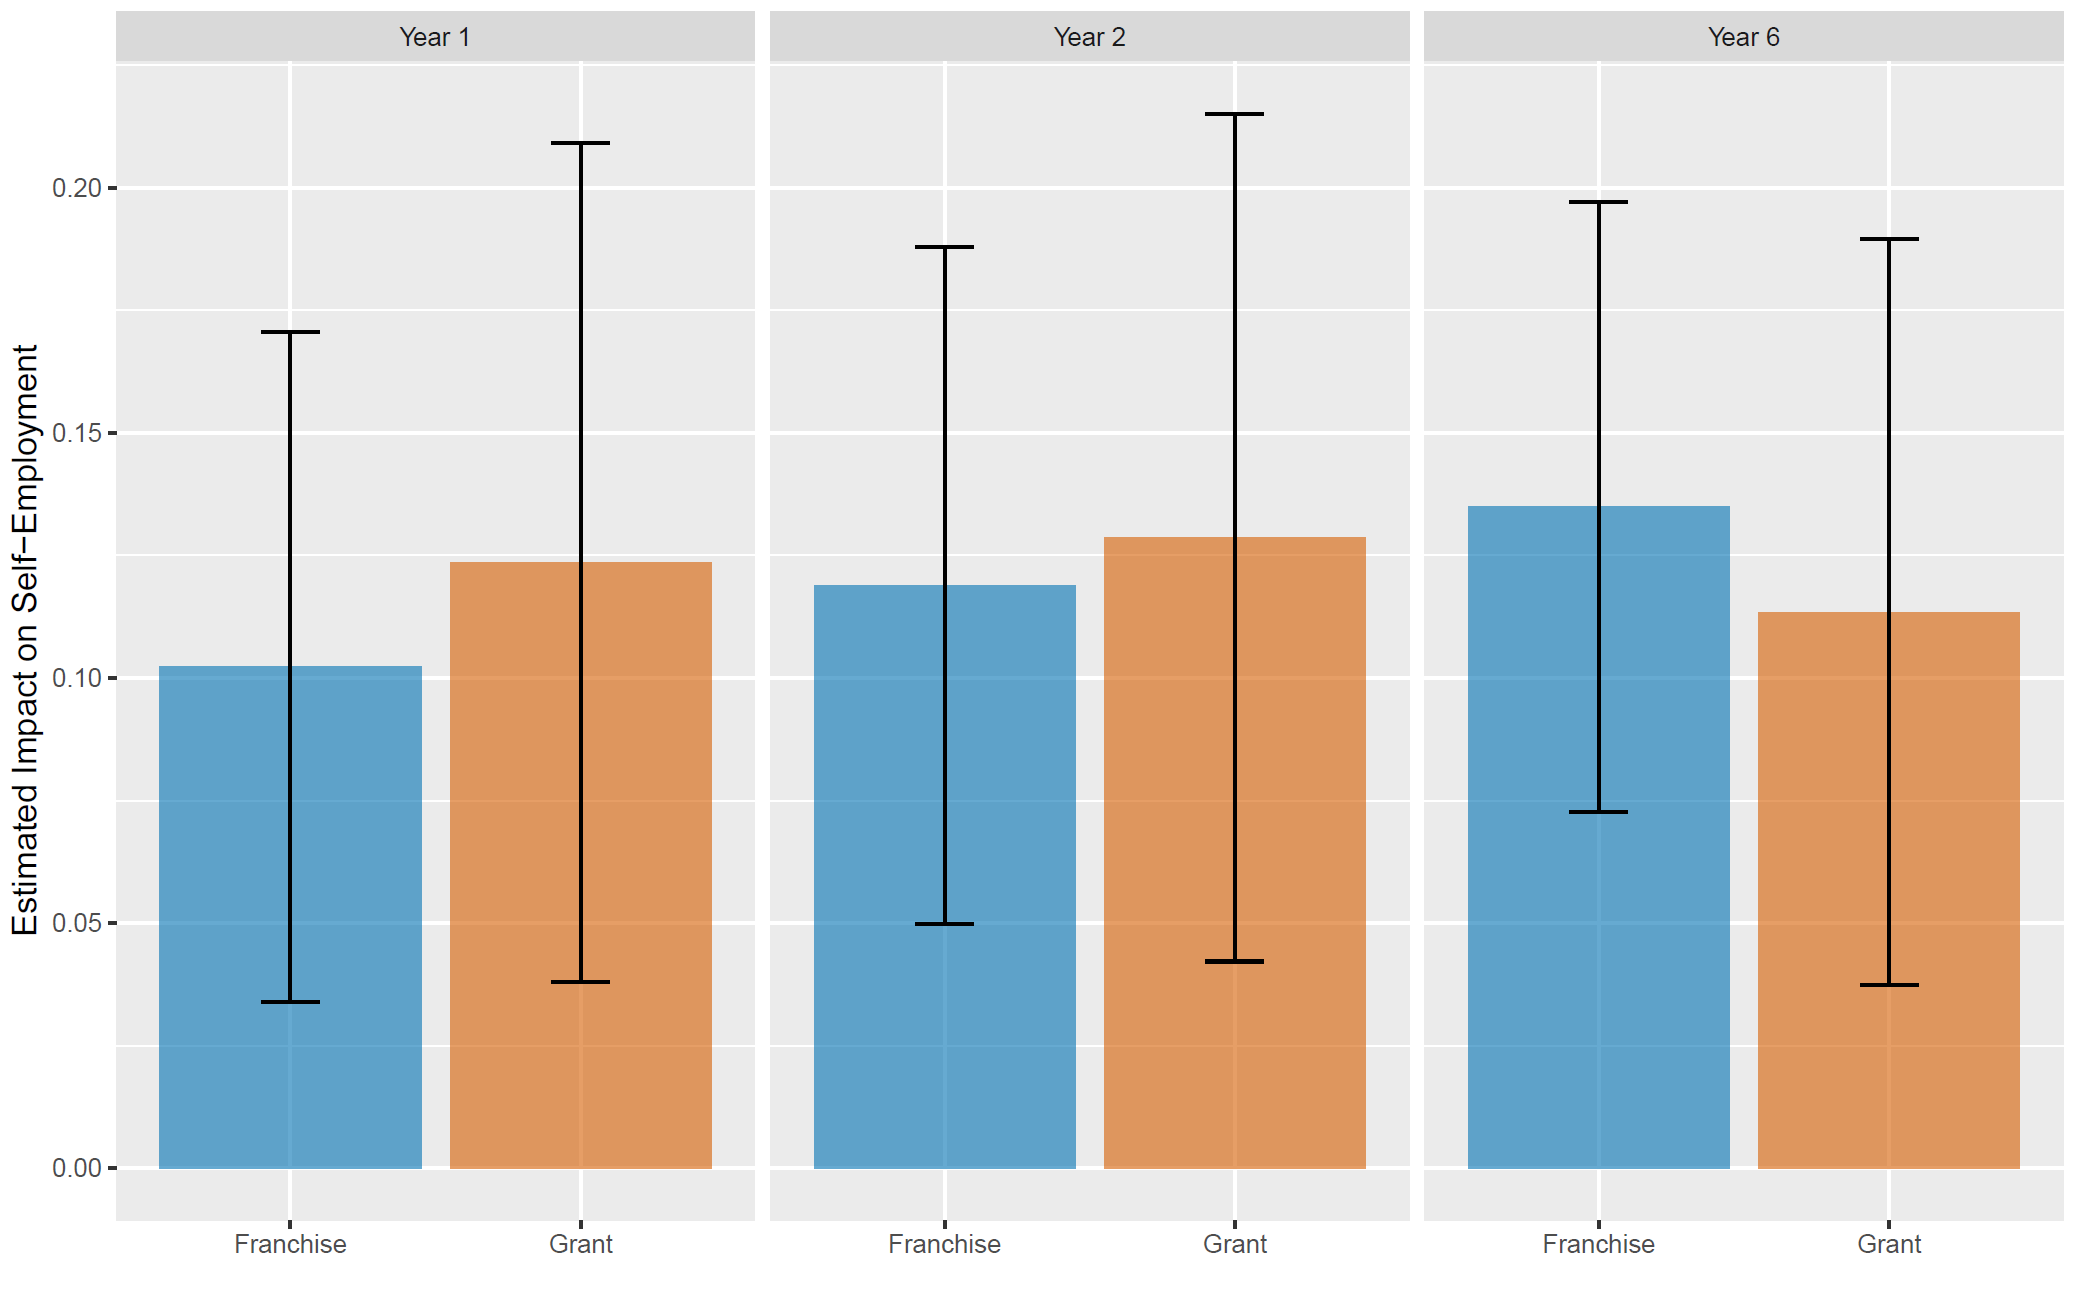 Year 1
Year 2
Year 6
Estimated Impact on Self−Employment
0.20
0.15
0.10
0.05
0.00
Franchise
Grant
Franchise
Grant
Franchise
Grant